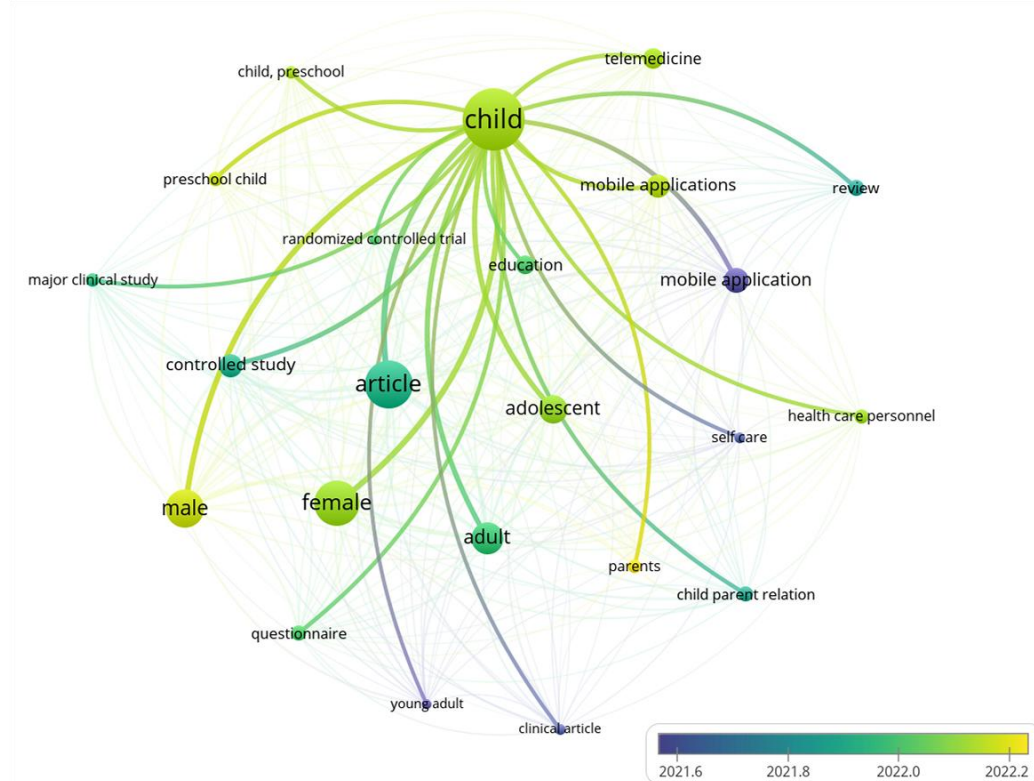 telemedicine
child, preschool
child
preschool child
mobile applications
review
randomized controlled trial
education
major clinical study
mobile application
controlled study
article
adolescent
health care personnel
self care
male
female
adult
parents
child parent relation
questionnaire
young adult
clinical article
2021.6 2021.8 2022.0 2022.2